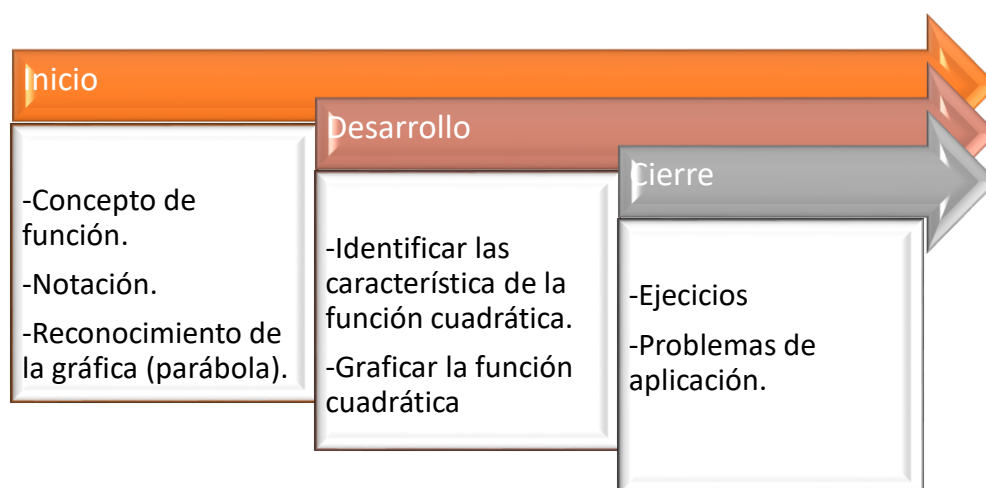 Inicio
-Concepto de
función.
-Notación.
-Reconocimiento de
la gráfica (parábola).
Desarrollo
-Identificar las
característica de la
función cuadrática.
-Graficar la función
cuadrática
Cierre
-Ejecicios
-Problemas de
aplicación.